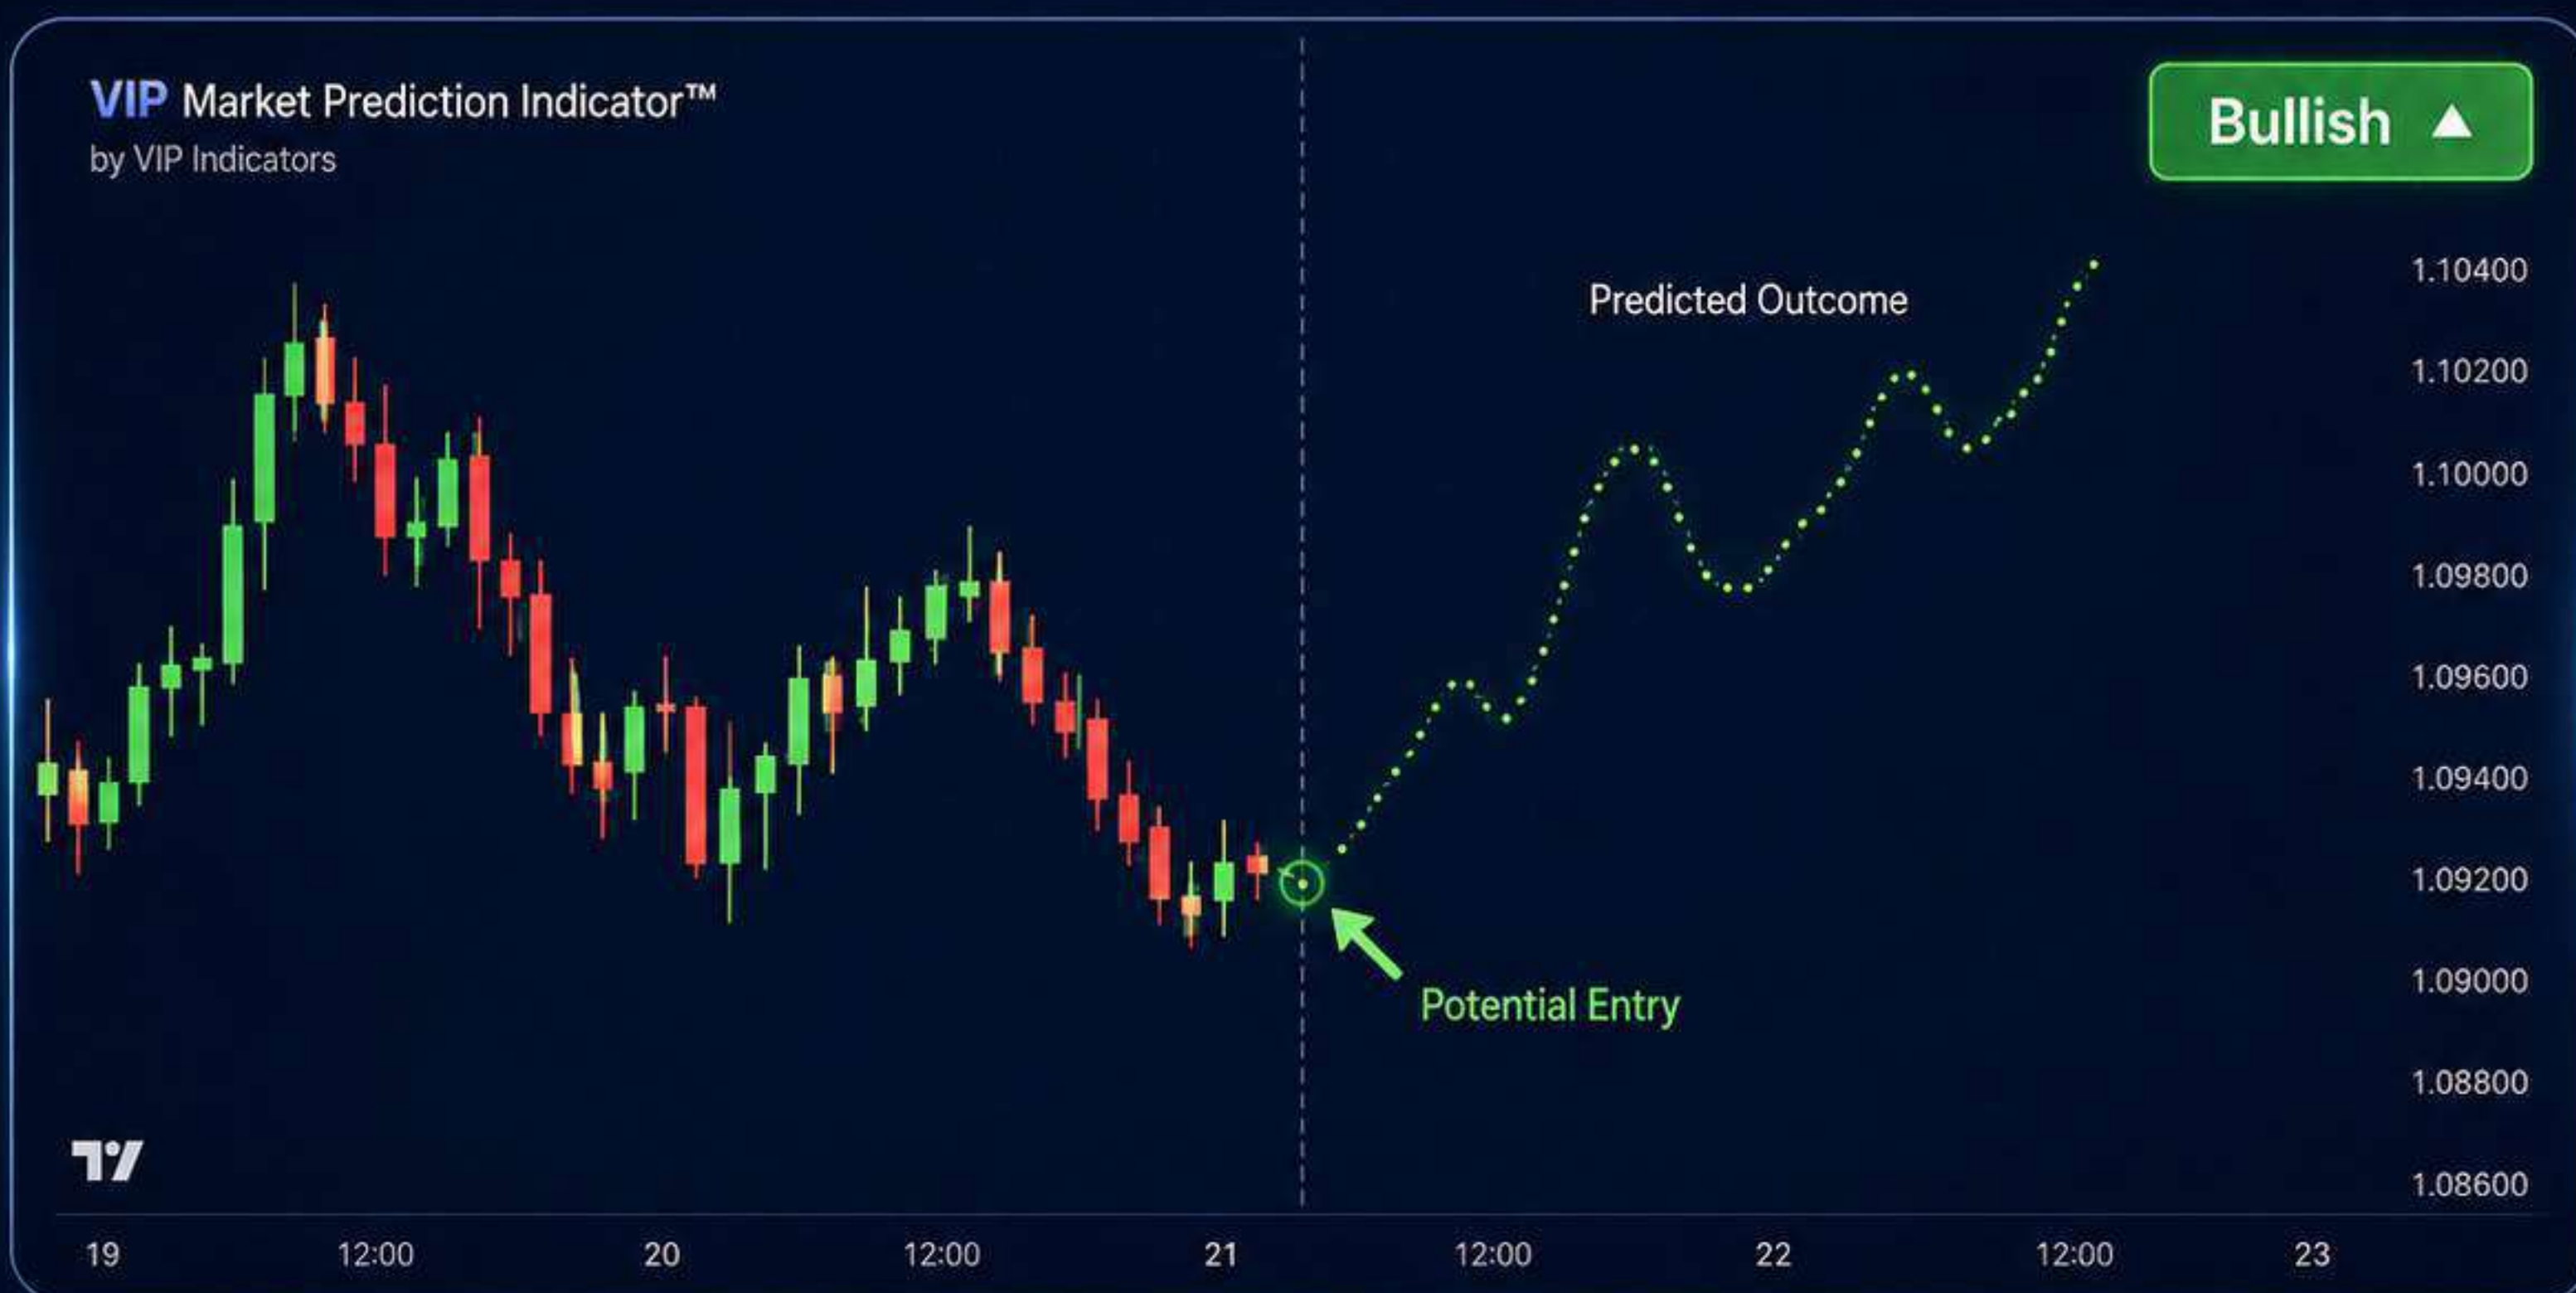 VIP Market Prediction Indicator™
by VIP Indicators
Bullish ▲
Predicted Outcome
Potential Entry
1.10400
1.10200
1.10000
1.09800
1.09600
1.09400
1.09200
1.09000
1.08800
1.08600
19 12:00 20 12:00 21 12:00 22 12:00 23